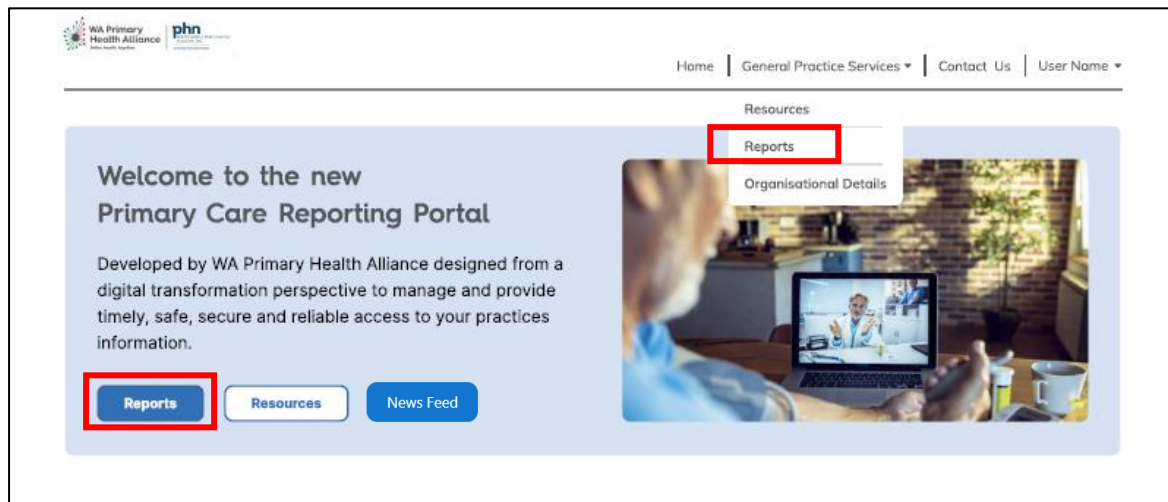 WA Primary
Health Alliance
phn
Home
General Practice Services
Contact Us
User Name
Resources
Reports
Organisational Details
Welcome to the new
Primary Care Reporting Portal
Developed by WA Primary Health Alliance designed from a
digital transformation perspective to manage and provide
timely, safe, secure and reliable access to your practices
information.
Reports
Resources
News Feed